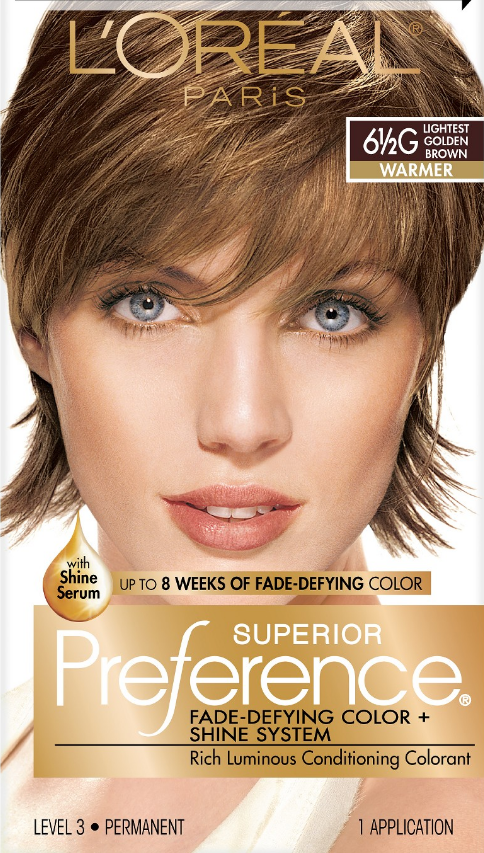 L'ORÉAL®
PARiS
6½G LIGHTEST
GOLDEN
BROWN
WARMER
with
Shine
Serum
UP TO 8 WEEKS OF FADE-DEFYING COLOR
SUPERIOR
Preference®
FADE-DEFYING COLOR +
SHINE SYSTEM
Rich Luminous Conditioning Colorant
LEVEL 3 • PERMANENT
1 APPLICATION